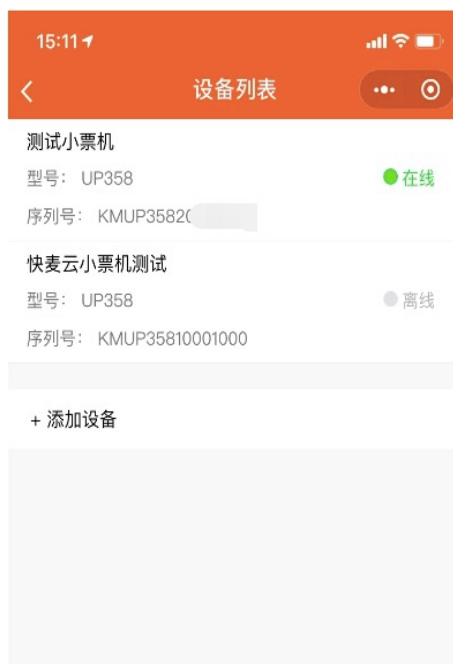 15:11
设备列表
测试小票机
型号： UP358
在线
序列号： KMUP35820
快麦云小票机测试
型号： UP358
离线
序列号： KMUP35810001000
+ 添加设备